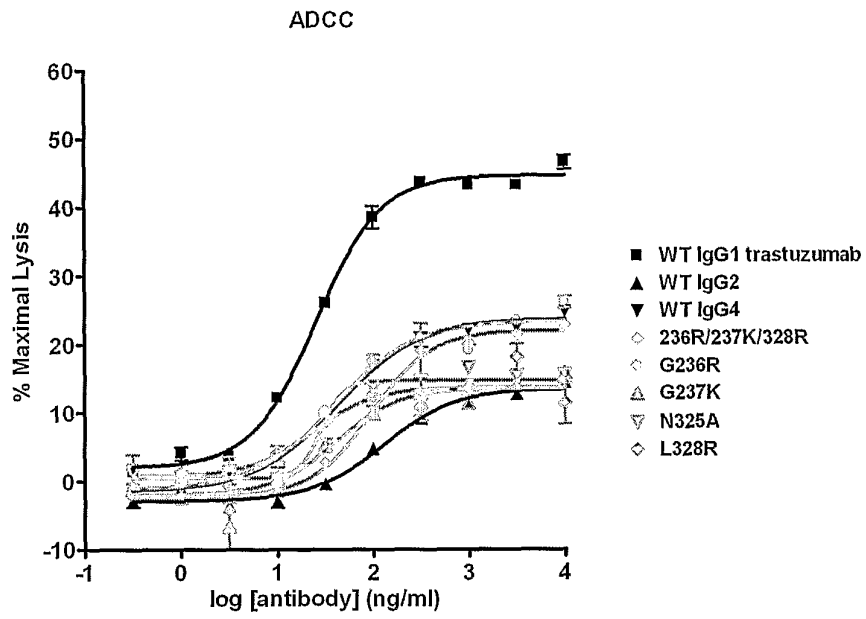 ADCC
60
50
40
30
20
10
0
-10
% Maximal Lysis
-1 0 1 2 3 4
log [antibody] (ng/ml)
WT IgG1 trastuzumab
WT IgG2
WT IgG4
236R/237K/328R
G236R
G237K
N325A
L328R